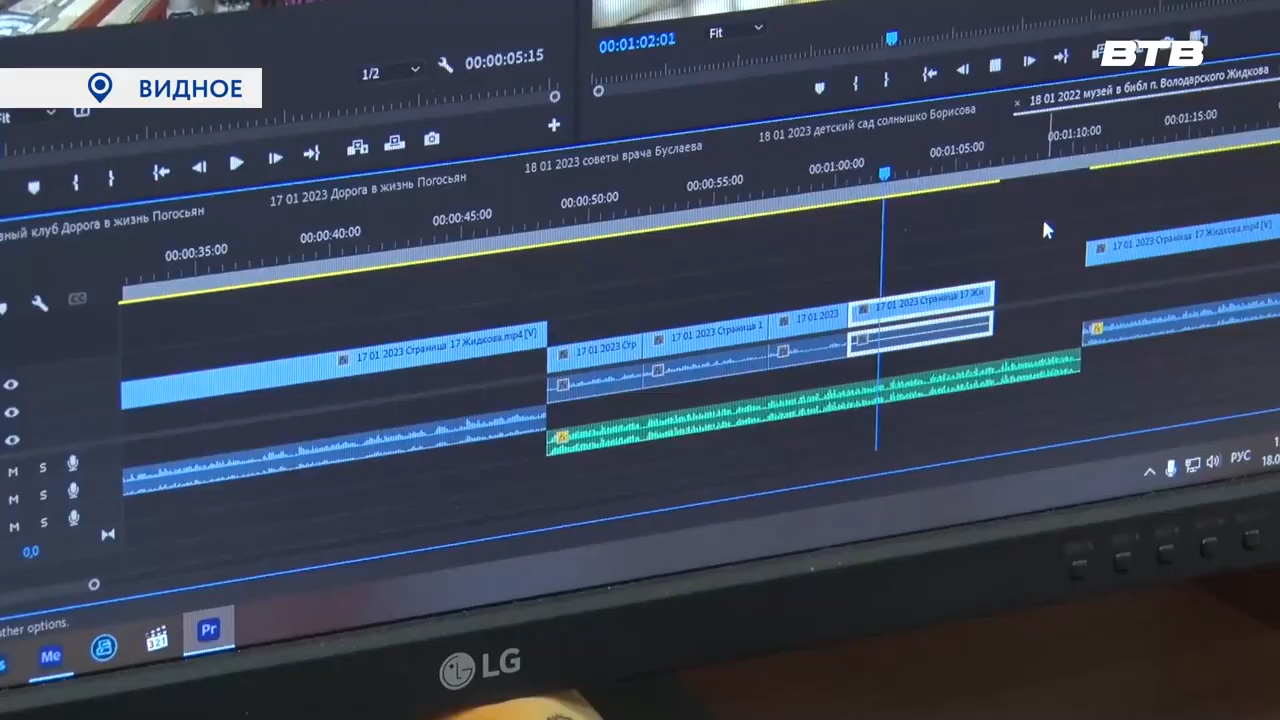 ВИДНОЕ
ВТВ
1/2
00:00:05:15
00:01:02:01
Fit
18 01 2022 музей в библ п. Володарского Жидкова
18 01 2023 детский сад солнышко Борисова
18 01 2023 советы врача Буслаева
17 01 2023 Дорога в жизнь Погосьян
клуб Дорога в жизнь Погосьян
00:00:35:00
00:00:40:00
00:00:45:00
00:00:50:00
00:00:55:00
00:01:00:00
00:01:05:00
00:01:10:00
00:01:15:00
17 01 2023 Страница 17 Жидкова.mp4 [V]
17 01 2023 Стр
17 01 2023 Страница 1
17 01 2023
17 01 2023 Страница 17 Жи
17 01 2023 Страница 17 Жидкова.mp4 [V]
M S
M S
M S
0,0
РУС
18.0
other options.
Me
321
Pr
LG